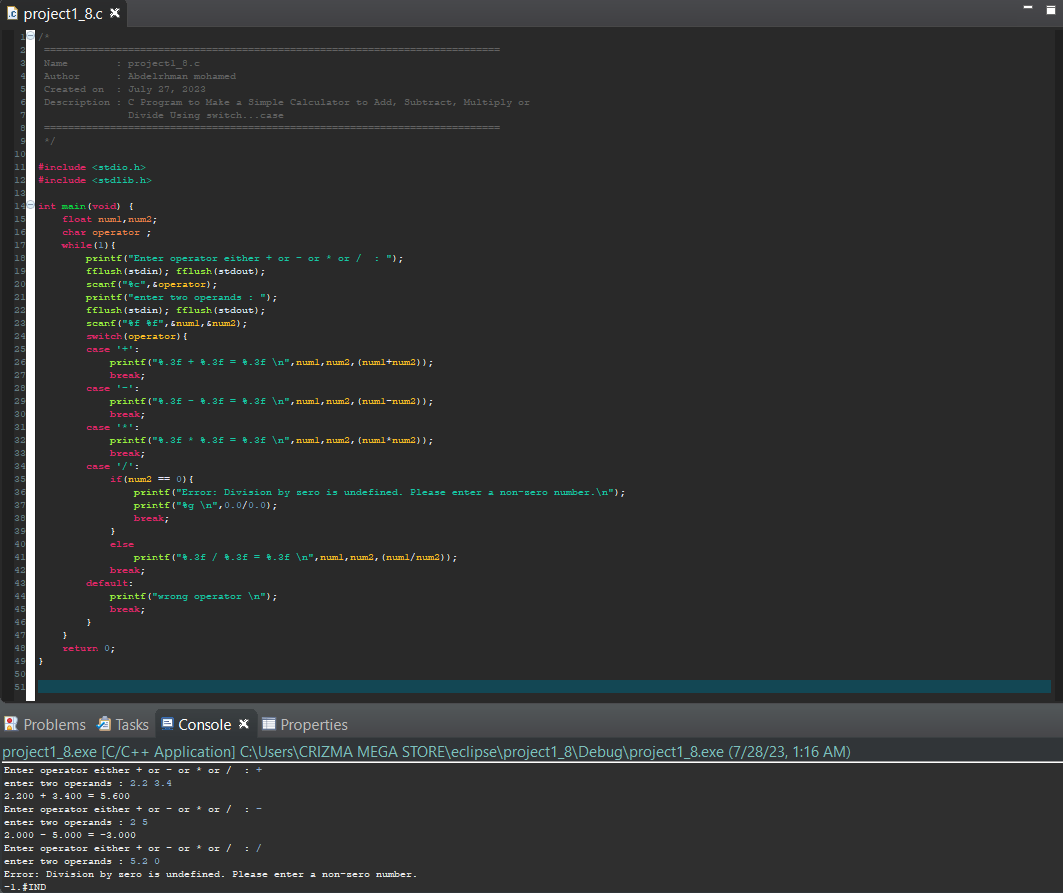 project1_8.c
1 /*
2 ============================================================================
3 Name        : project1_8.c
4 Author      : Abdelrhman mohamed
5 Created on  : July 27, 2023
6 Description : C Program to Make a Simple Calculator to Add, Subtract, Multiply or
7               Divide Using switch...case
8 ============================================================================
9 */
10
11 #include <stdio.h>
12 #include <stdlib.h>
13
14 int main(void) {
15     float num1,num2;
16     char operator ;
17     while(1){
18         printf("Enter operator either + or - or * or /  : ");
19         fflush(stdin); fflush(stdout);
20         scanf("%c",&operator);
21         printf("enter two operands : ");
22         fflush(stdin); fflush(stdout);
23         scanf("%f %f",&num1,&num2);
24         switch(operator){
25         case '+':
26             printf("%.3f + %.3f = %.3f \n",num1,num2,(num1+num2));
27             break;
28         case '-':
29             printf("%.3f - %.3f = %.3f \n",num1,num2,(num1-num2));
30             break;
31         case '*':
32             printf("%.3f * %.3f = %.3f \n",num1,num2,(num1*num2));
33             break;
34         case '/':
35             if(num2 == 0){
36                 printf("Error: Division by zero is undefined. Please enter a non-zero number.\n");
37                 printf("%g \n",0.0/0.0);
38                 break;
39             }
40             else
41                 printf("%.3f / %.3f = %.3f \n",num1,num2,(num1/num2));
42             break;
43         default:
44             printf("wrong operator \n");
45             break;
46         }
47     }
48     return 0;
49 }
50
51
Problems Tasks Console Properties
project1_8.exe [C/C++ Application] C:\Users\CRIZMA MEGA STORE\eclipse\project1_8\Debug\project1_8.exe (7/28/23, 1:16 AM)
Enter operator either + or - or * or /  : +
enter two operands : 2.2 3.4
2.200 + 3.400 = 5.600
Enter operator either + or - or * or /  : -
enter two operands : 2 5
2.000 - 5.000 = -3.000
Enter operator either + or - or * or /  : /
enter two operands : 5.2 0
Error: Division by zero is undefined. Please enter a non-zero number.
-1.#IND